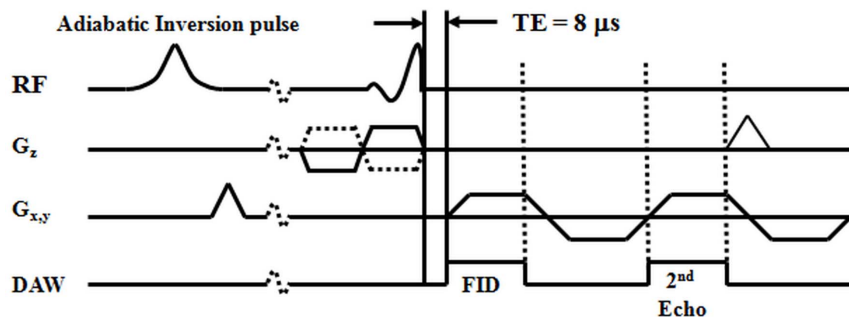 Adiabatic Inversion pulse
TE = 8 μs
RF
Gz
Gx,y
DAW
FID
2nd
Echo